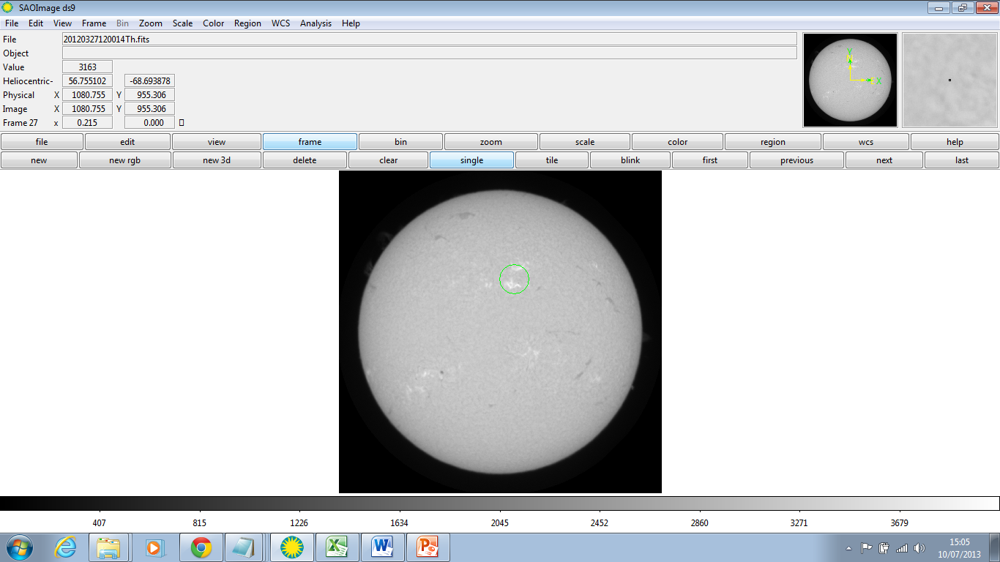 SAOImage ds9
File Edit View Frame Bin Zoom Scale Color Region WCS Analysis Help
File 20120327120014Th.fits
Object
Value 3163
Heliocentric- 56.755102 -68.693878
Physical X 1080.755 Y 955.306
Image X 1080.755 Y 955.306
Frame 27 x 0.215 0.000
Y
N
E X
file edit view frame bin zoom scale color region wcs help
new new rgb new 3d delete clear single tile blink first previous next last
407 815 1226 1634 2045 2452 2860 3271 3679
15:05
10/07/2013